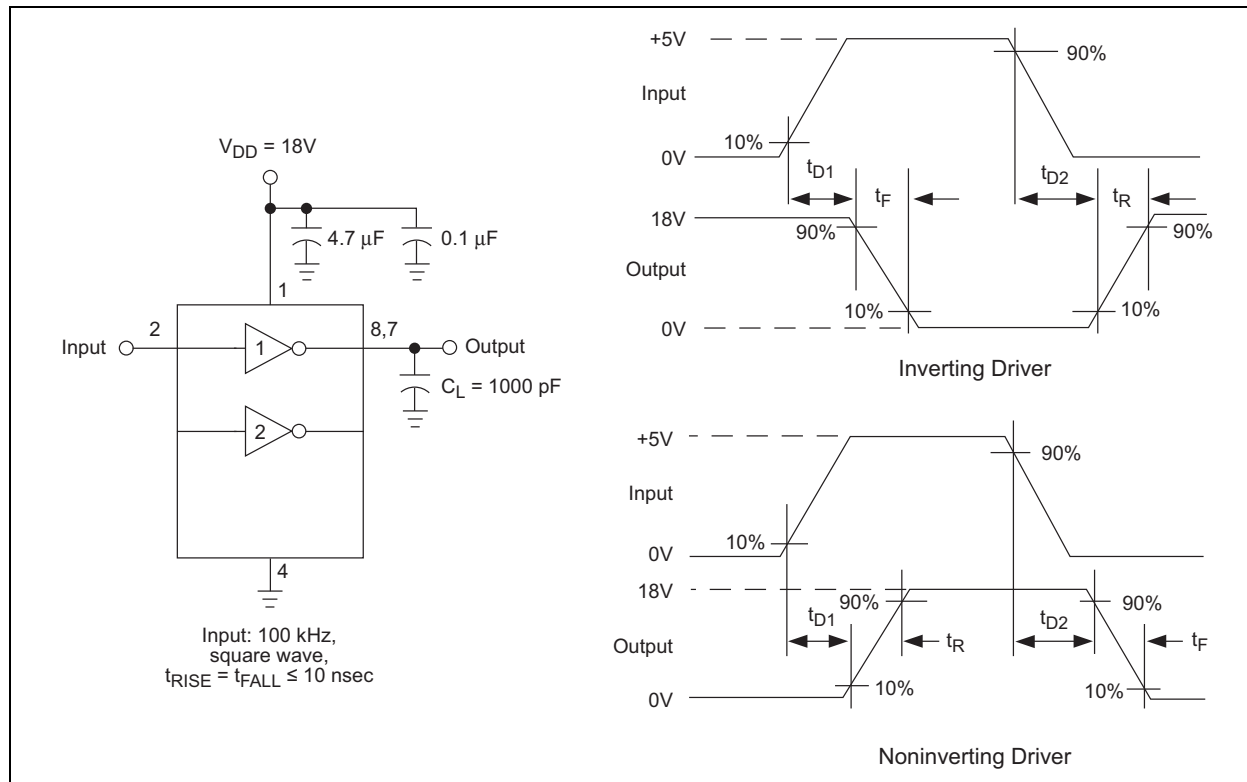 V_DD = 18V
4.7 µF
0.1 µF
1
2
8,7
Input
1
Output
C_L = 1000 pF
2
4
Input: 100 kHz,
square wave,
t_RISE = t_FALL ≤ 10 nsec
+5V
90%
Input
10%
0V
t_D1
t_F
t_D2
t_R
18V
90%
90%
Output
10%
10%
0V
Inverting Driver
+5V
90%
Input
10%
0V
18V
90%
90%
t_D1
t_R
t_D2
t_F
Output
10%
10%
0V
Noninverting Driver